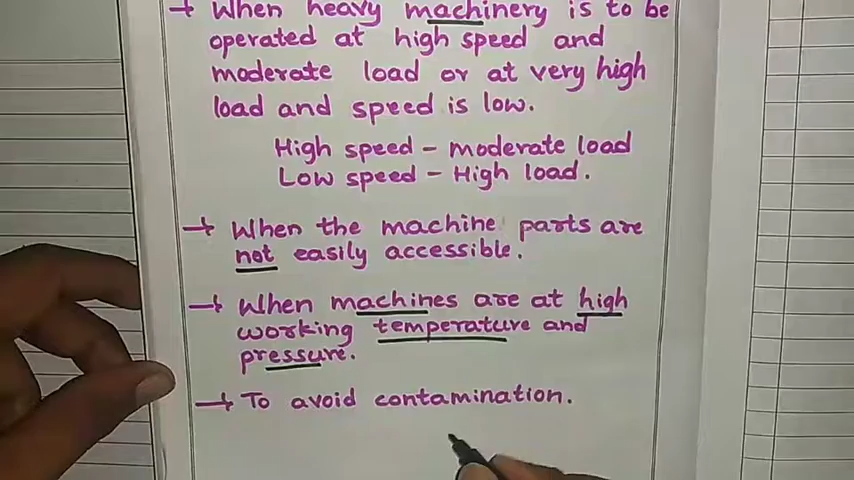 → When heavy machinery is to be
operated at high speed and
moderate load or at very high
load and speed is low.
High speed - moderate load
Low speed - High load.
→ When the machine parts are
not easily accessible.
→ When machines are at high
working temperature and
pressure.
→ To avoid contamination.